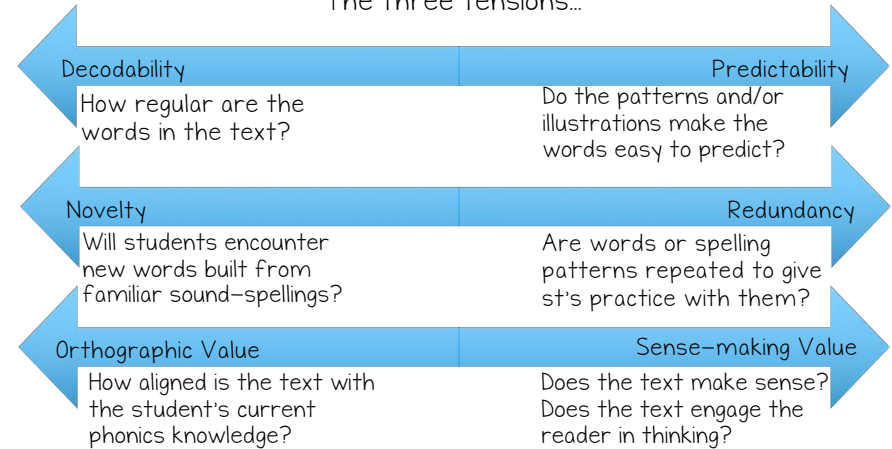 The Three Tensions...
Decodability
Predictability
How regular are the
words in the text?
Do the patterns and/or
illustrations make the
words easy to predict?
Novelty
Redundancy
Will students encounter
new words built from
familiar sound-spellings?
Are words or spelling
patterns repeated to give
st's practice with them?
Orthographic Value
Sense-making Value
How aligned is the text with
the student's current
phonics knowledge?
Does the text make sense?
Does the text engage the
reader in thinking?